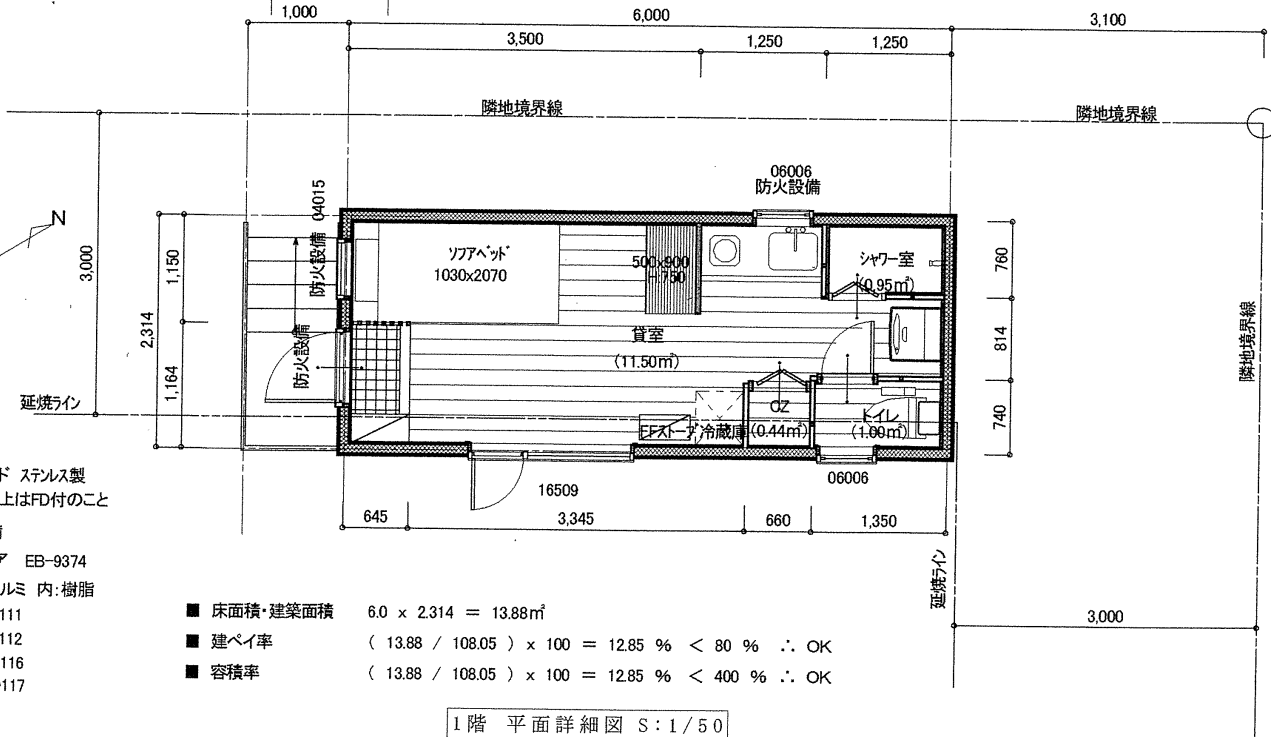 1,000
6,000
3,100
3,500
1,250
1,250
隣地境界線
隣地境界線
06006
防火設備
04015
防火設備
N
3,000
2,314
1,150
1,164
ソファベッド
1030x2070
500x900
シャワー室
(0.95㎡)
760
814
740
貸室
(11.50㎡)
防火設備
隣地境界線
延焼ライン
CZ
(0.44㎡)
トイレ
(1.00㎡)
FFストーブ
冷蔵庫
06006
16509
645
3,345
660
1,350
延焼ライン
3,000
ド ステンレス製
上はFD付のこと
ア EB-9374
ルミ 内:樹脂
111
112
116
117
■ 床面積・建築面積 6.0 x 2.314 = 13.88㎡
■ 建ペイ率 ( 13.88 / 108.05 ) x 100 = 12.85 % < 80 % ∴ OK
■ 容積率 ( 13.88 / 108.05 ) x 100 = 12.85 % < 400 % ∴ OK
1階 平面詳細図 S:1/50